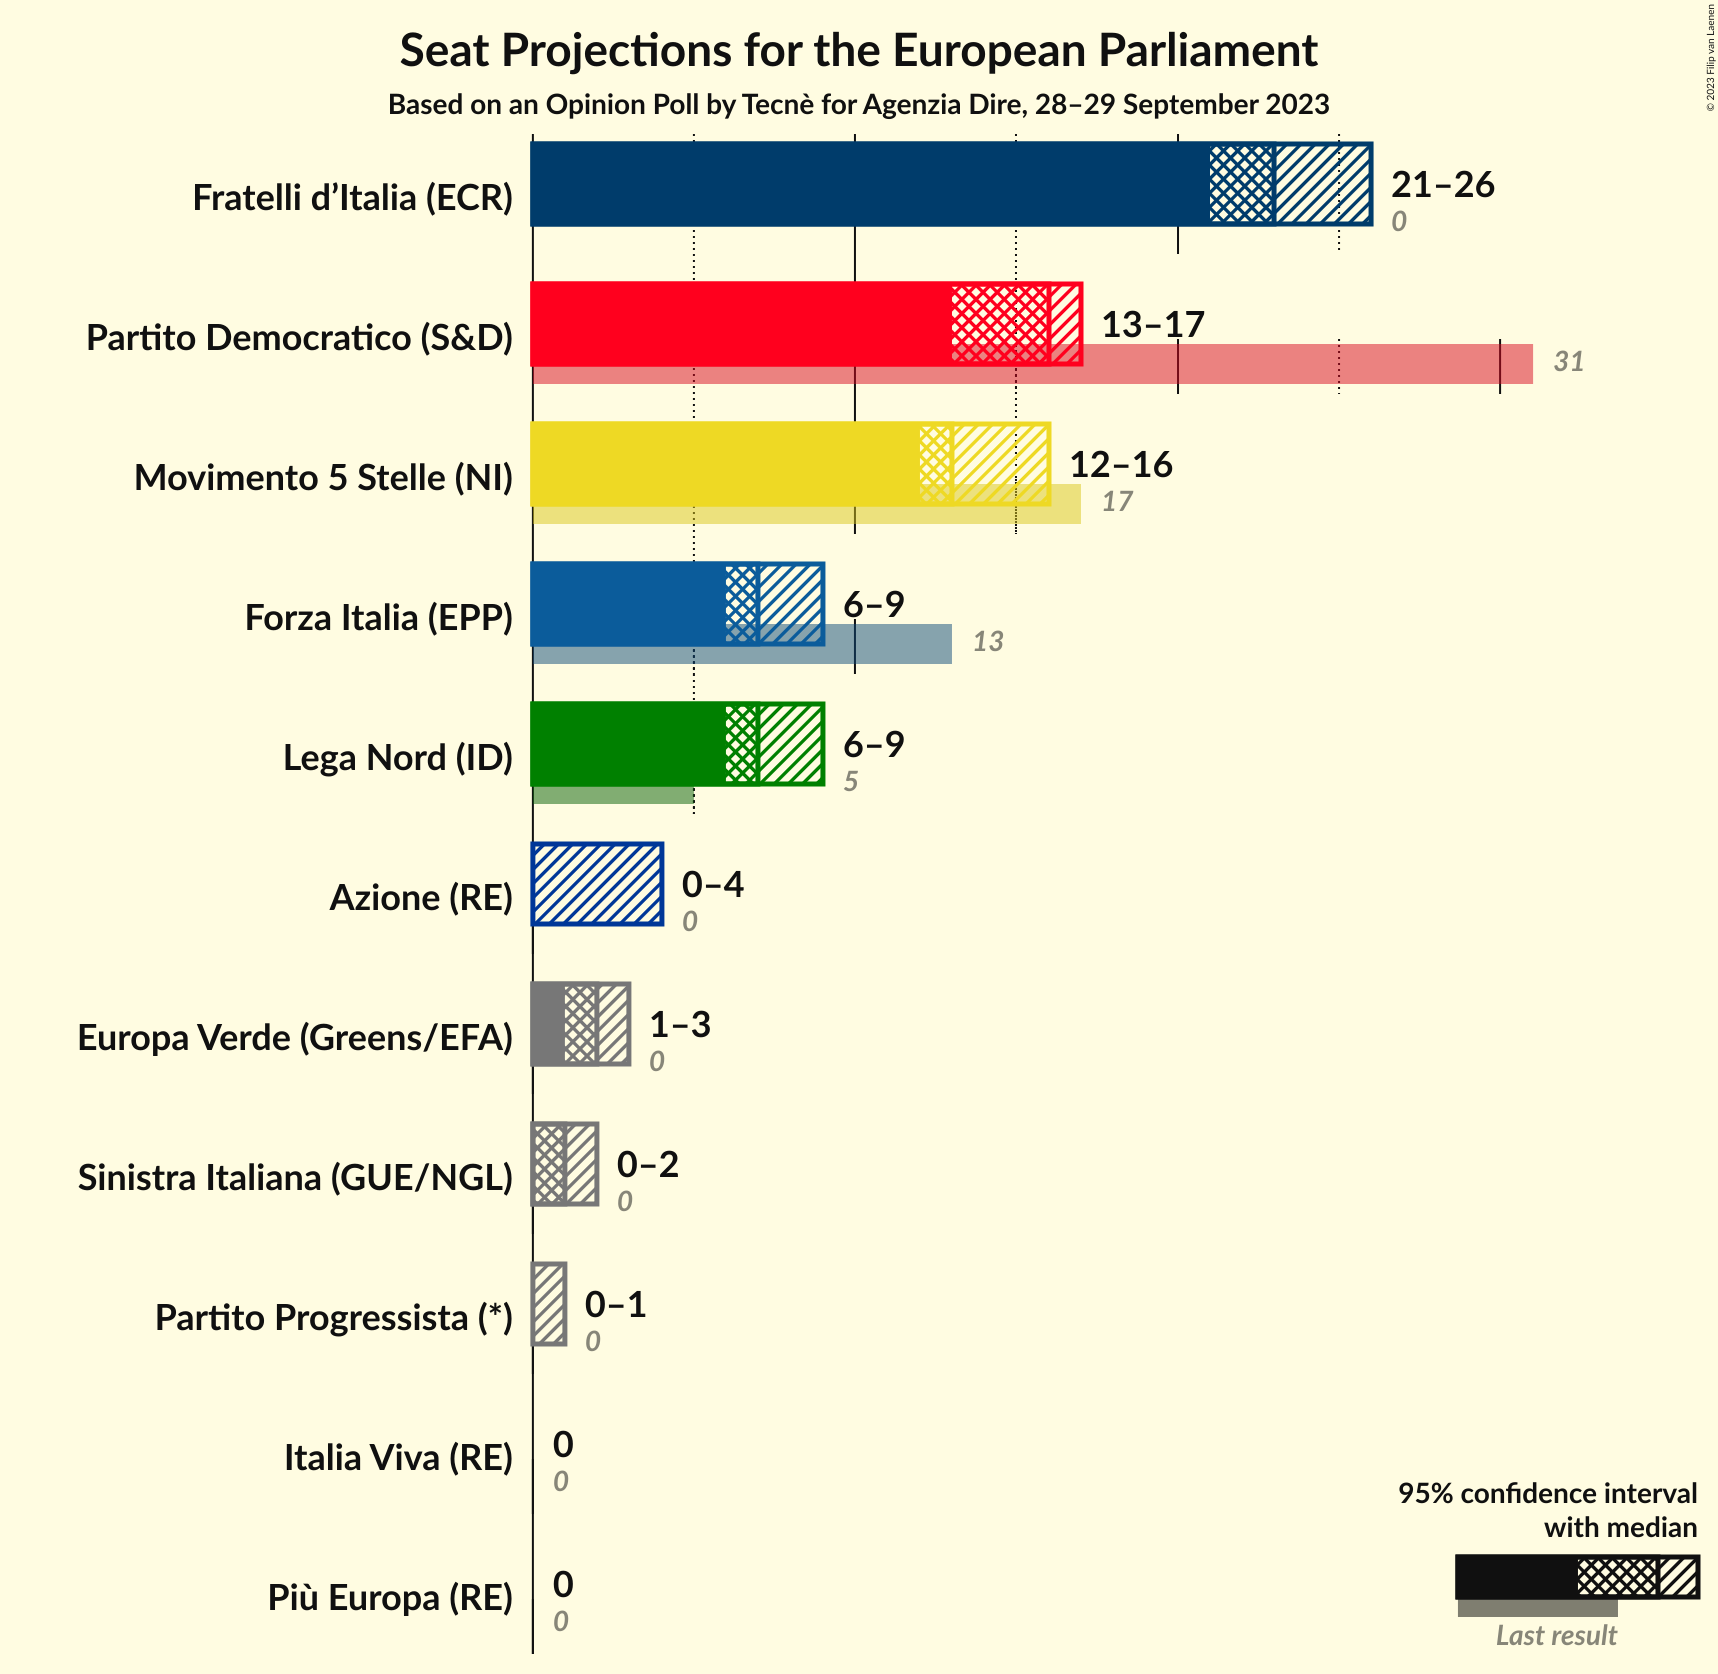 Seat Projections for the European Parliament
Based on an Opinion Poll by Tecnè for Agenzia Dire, 28–29 September 2023
© 2023 Filip van Laenen
Fratelli d’Italia (ECR)
21–26
0
Partito Democratico (S&D)
13–17
31
Movimento 5 Stelle (NI)
12–16
17
Forza Italia (EPP)
6–9
13
Lega Nord (ID)
6–9
5
Azione (RE)
0–4
0
Europa Verde (Greens/EFA)
1–3
0
Sinistra Italiana (GUE/NGL)
0–2
0
Partito Progressista (*)
0–1
0
Italia Viva (RE)
0
0
Più Europa (RE)
0
0
95% confidence interval
with median
Last result